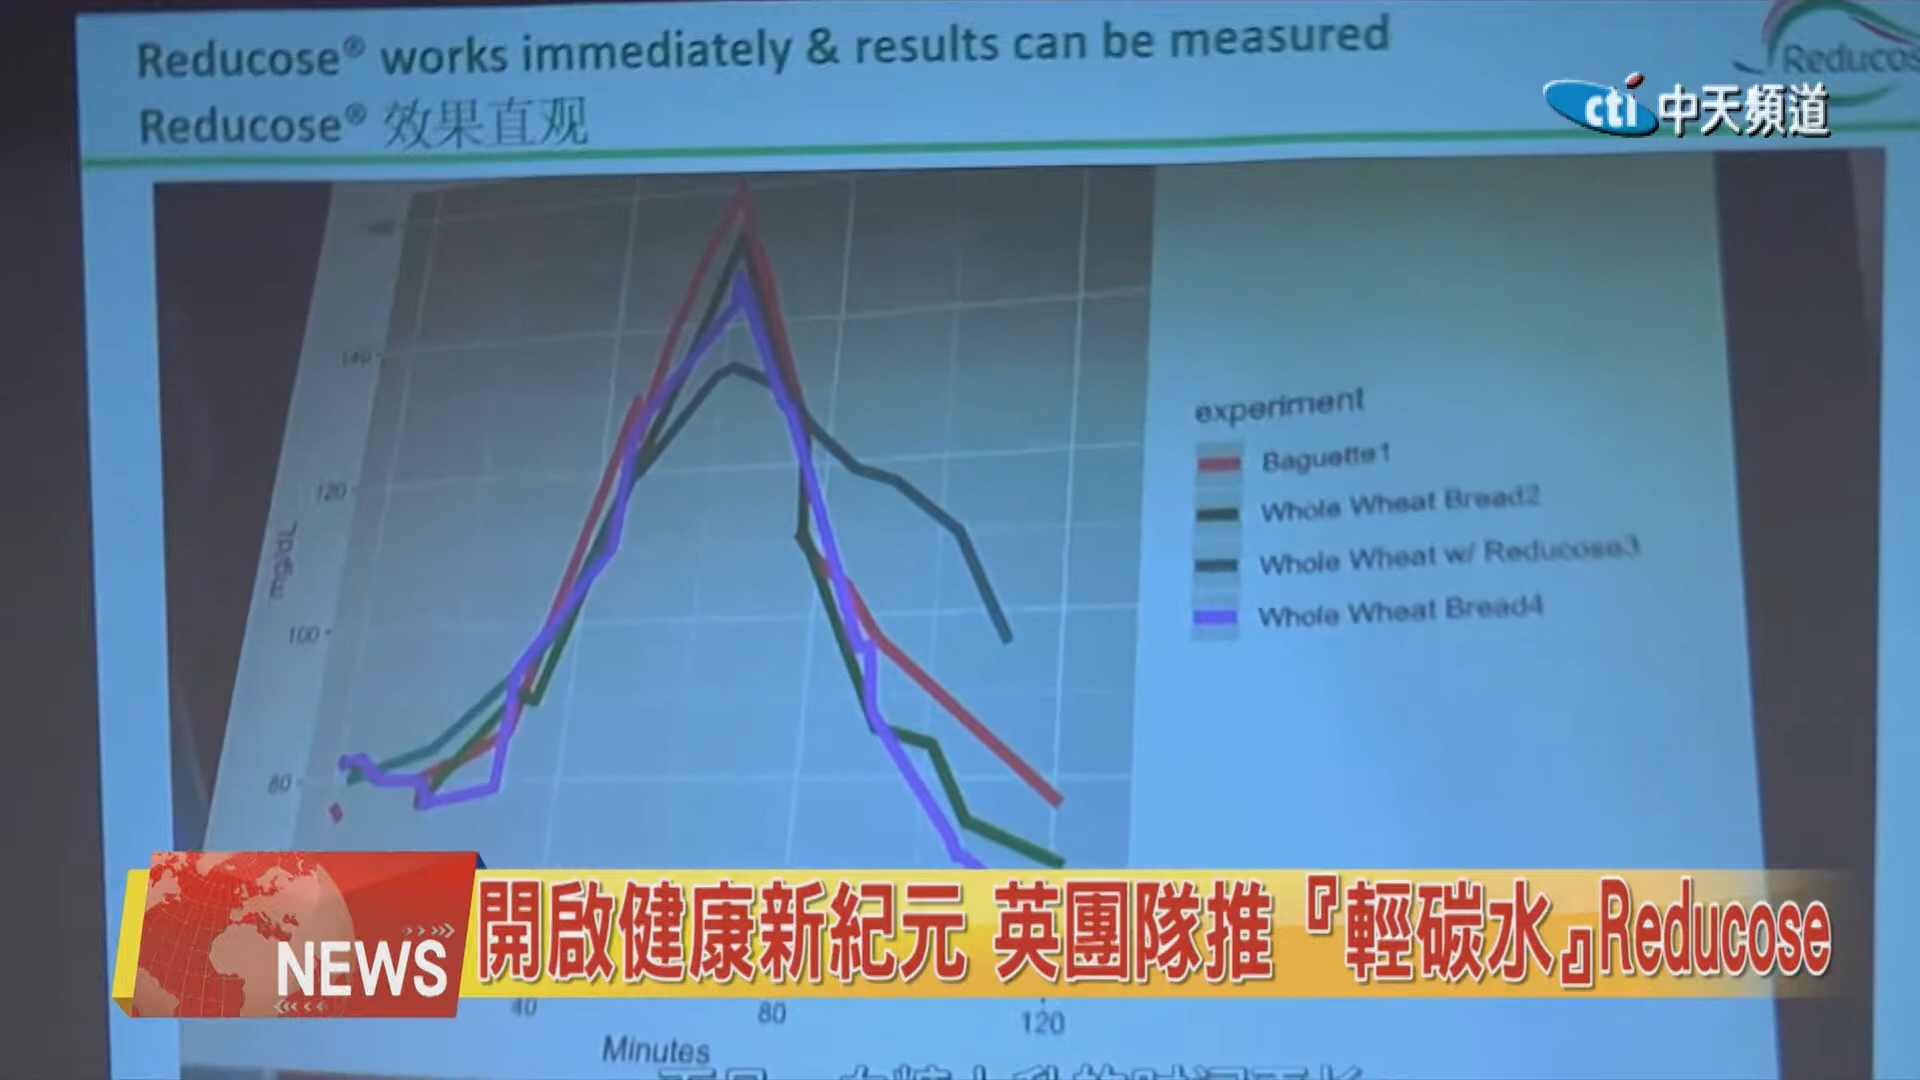 Reducose® works immediately & results can be measured
Reducose® 效果直观
Reducos
cti 中天頻道
160
140
120
100
80
mg/dL
experiment
Baguette1
Whole Wheat Bread2
Whole Wheat w/ Reducose3
Whole Wheat Bread4
NEWS
開啟健康新紀元 英團隊推『輕碳水』Reducose
40
80
120
Minutes